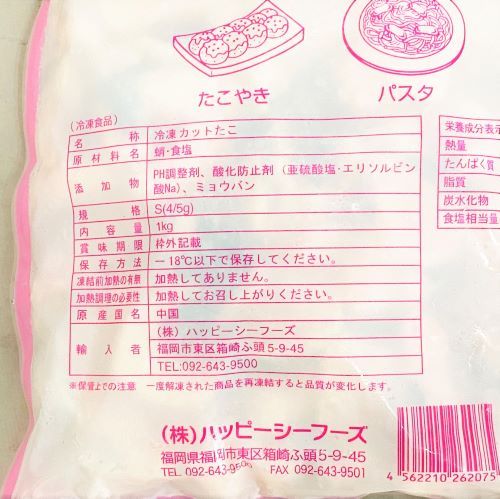 たこやき
パスタ
(冷凍食品)
名称 冷凍カットたこ
原材料名 蛸・食塩
添加物 PH調整剤、酸化防止剤(亜硫酸塩・エリソルビン
酸Na)、ミョウバン
規格 S(4/5g)
内容量 1kg
賞味期限 枠外記載
保存方法 -18℃以下で保存してください。
凍結前加熱の有無 加熱してありません。
加熱調理の必要性 加熱してお召し上がりください。
原産国名 中国
輸入者 (株)ハッピーシーフーズ
福岡市東区箱崎ふ頭5-9-45
TEL:092-643-9500
※保管上での注意 一度解凍された商品を再凍結すると品質が変化します。
栄養成分表示
熱量
たんぱく質
脂質
炭水化物
食塩相当量
(株)ハッピーシーフーズ
福岡県福岡市東区箱崎ふ頭5-9-45
TEL 092-643-9500 FAX 092-643-9501
4 562210 262075